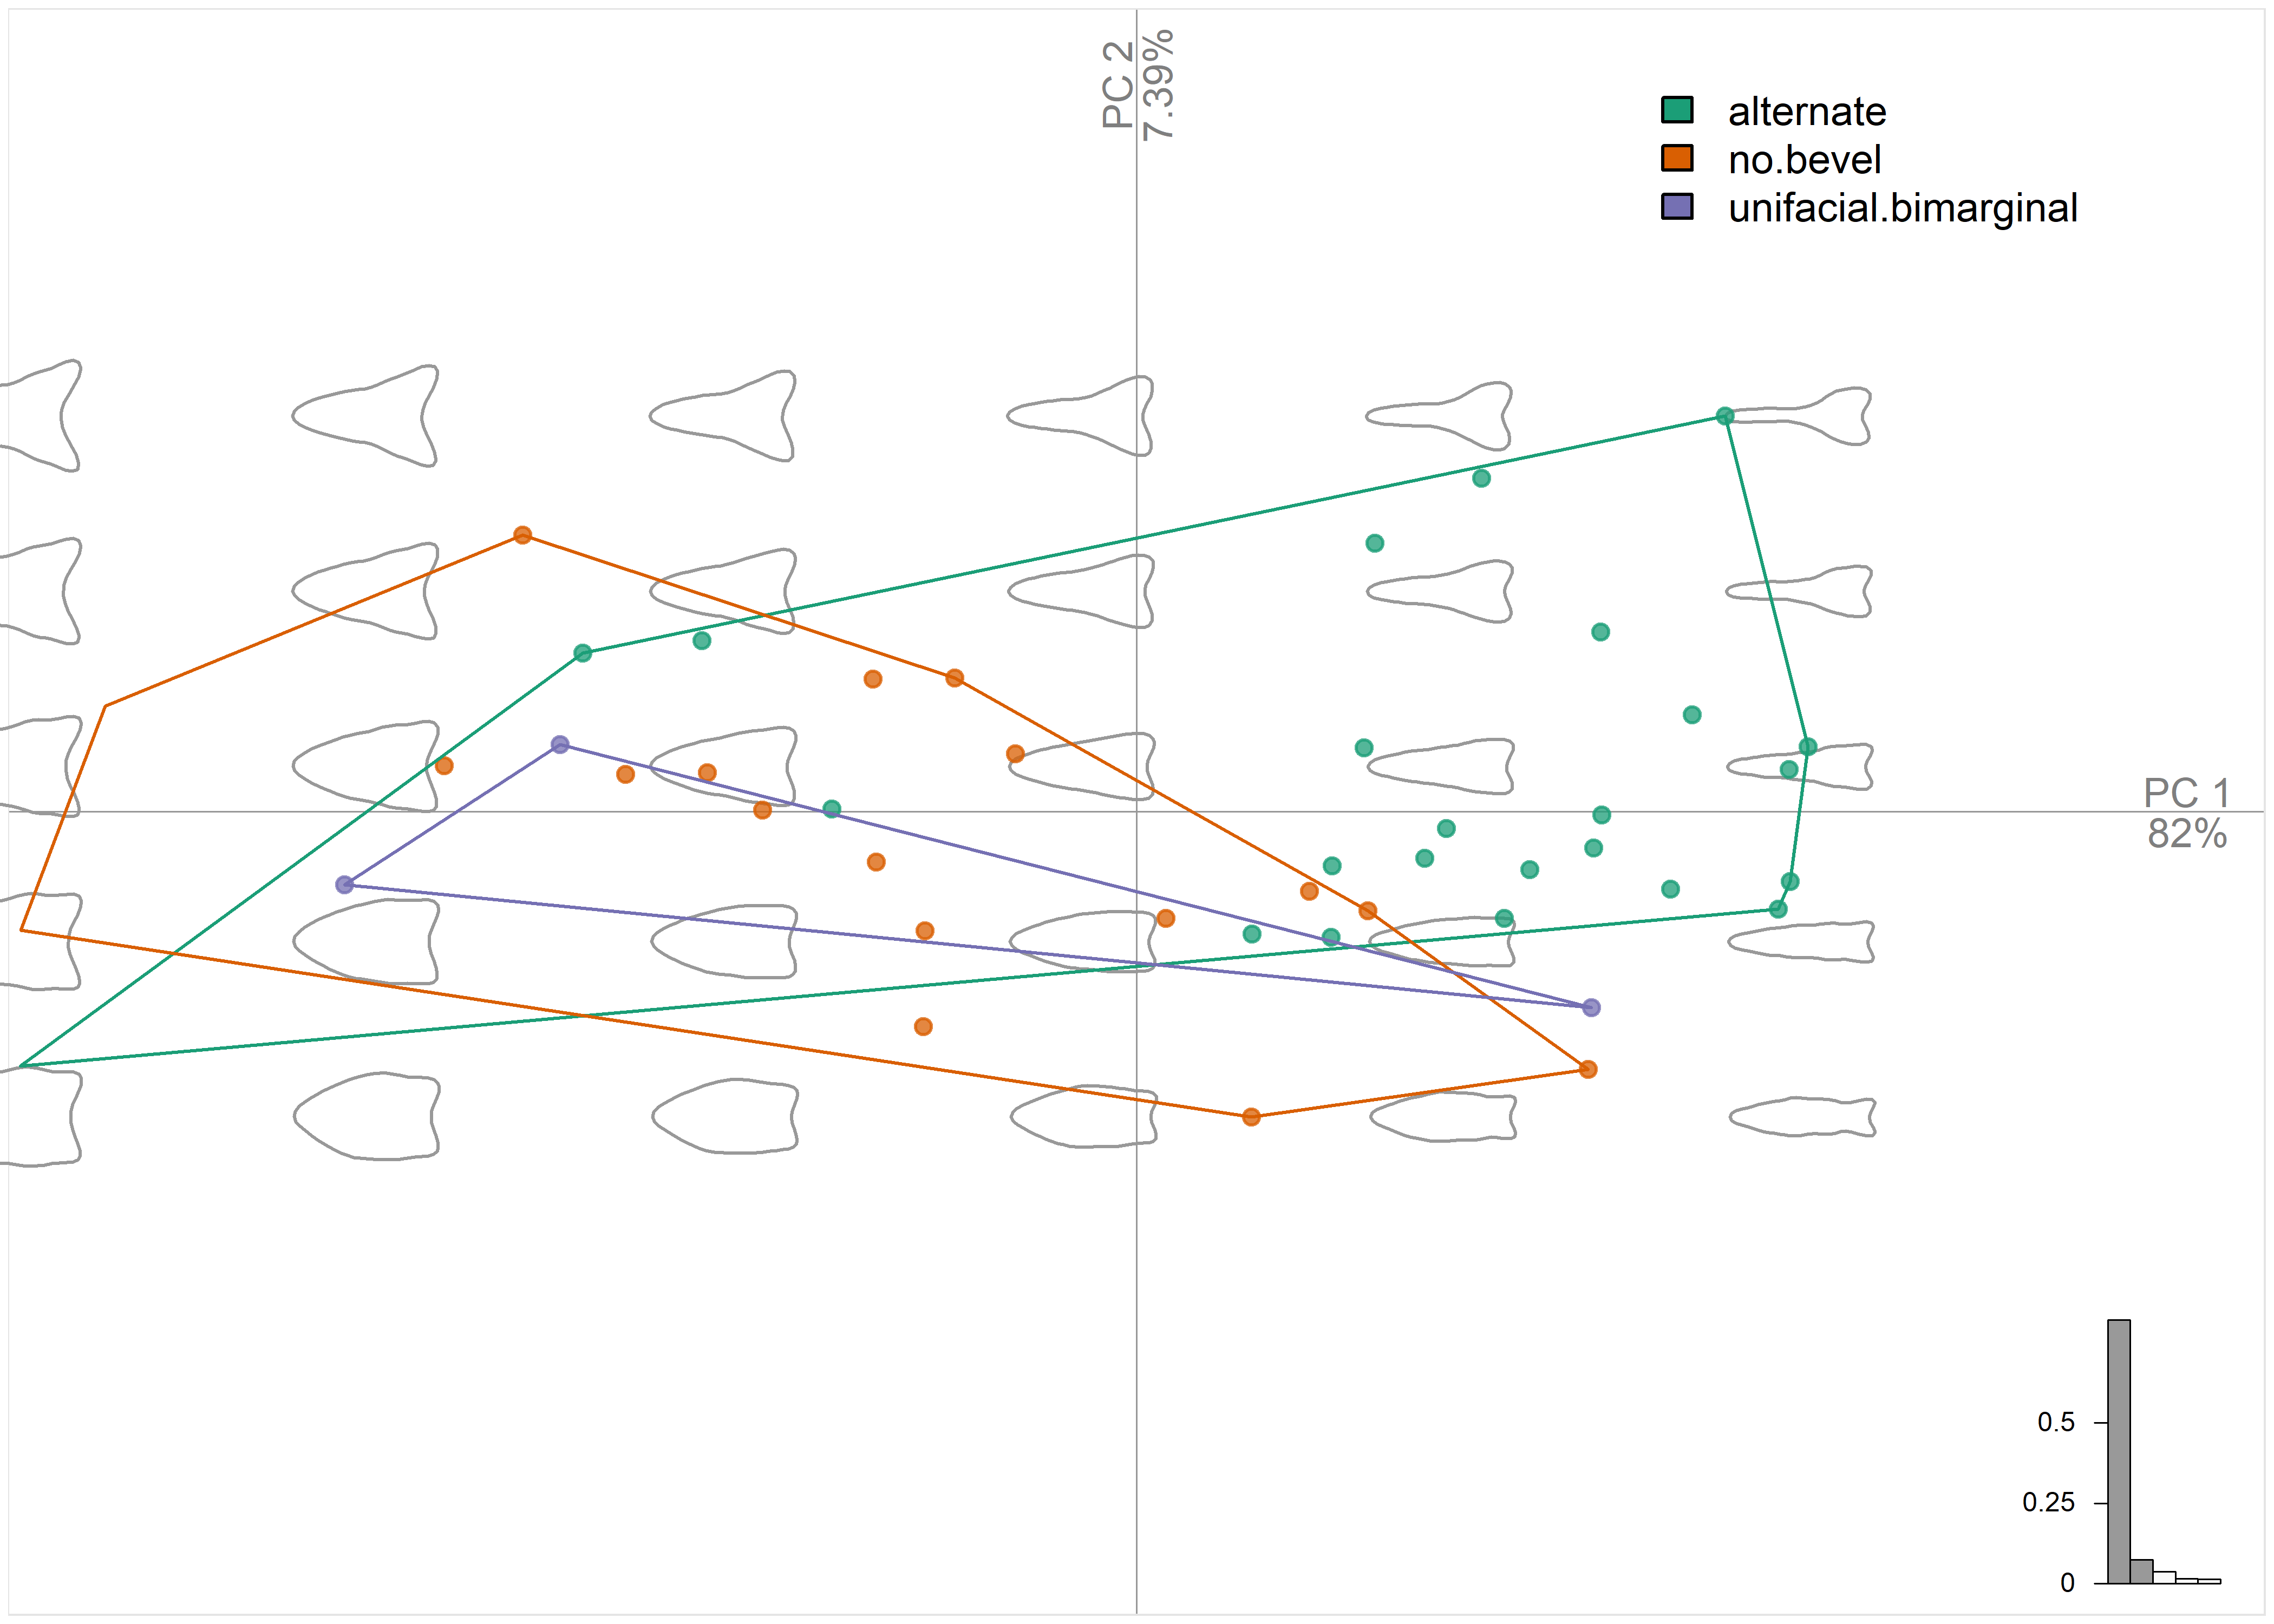 PC 2
7.39%
alternate
no.bevel
unifacial.bimarginal
PC 1
82%
0.5
0.25
0